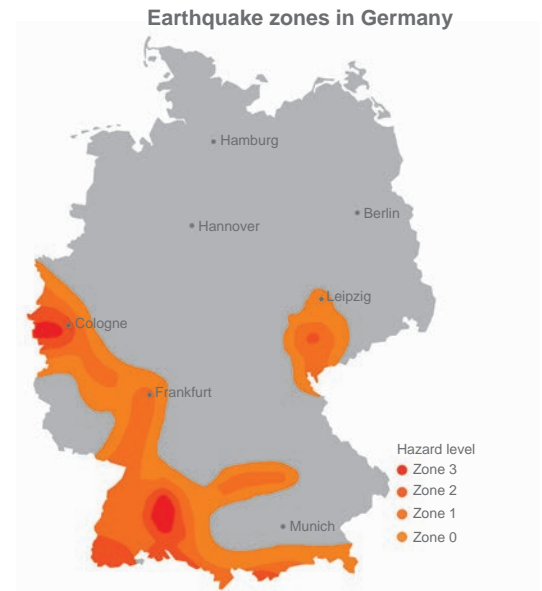 Earthquake zones in Germany
Hamburg
Berlin
Hannover
Leipzig
Cologne
Frankfurt
Hazard level
Zone 3
Zone 2
Zone 1
Munich
Zone 0